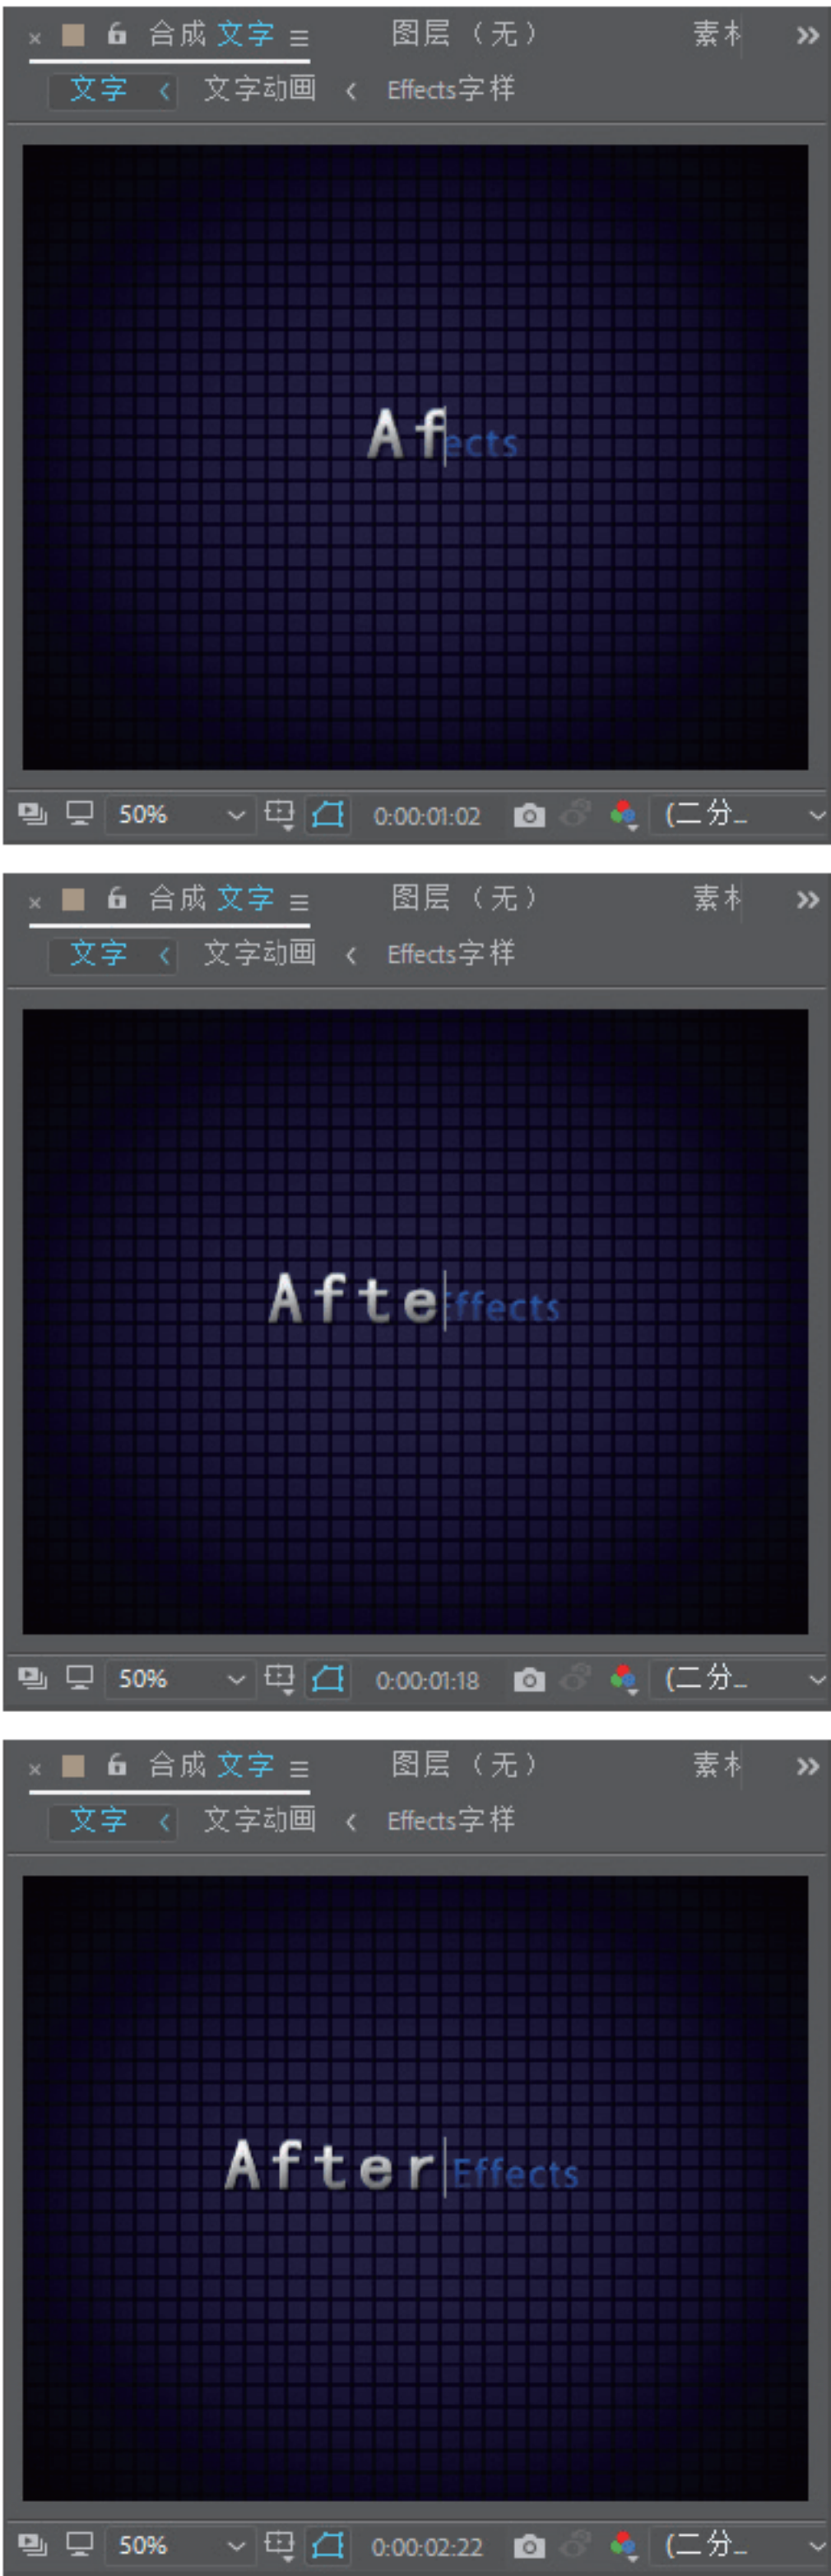 × 合成 文字 ≡ 图层（无） 素材 »
文字 ‹ 文字动画 ‹ Effects字样
Af ects
50% 0:00:01:02 (二分...
× 合成 文字 ≡ 图层（无） 素材 »
文字 ‹ 文字动画 ‹ Effects字样
Afte ffects
50% 0:00:01:18 (二分...
× 合成 文字 ≡ 图层（无） 素材 »
文字 ‹ 文字动画 ‹ Effects字样
After Effects
50% 0:00:02:22 (二分...